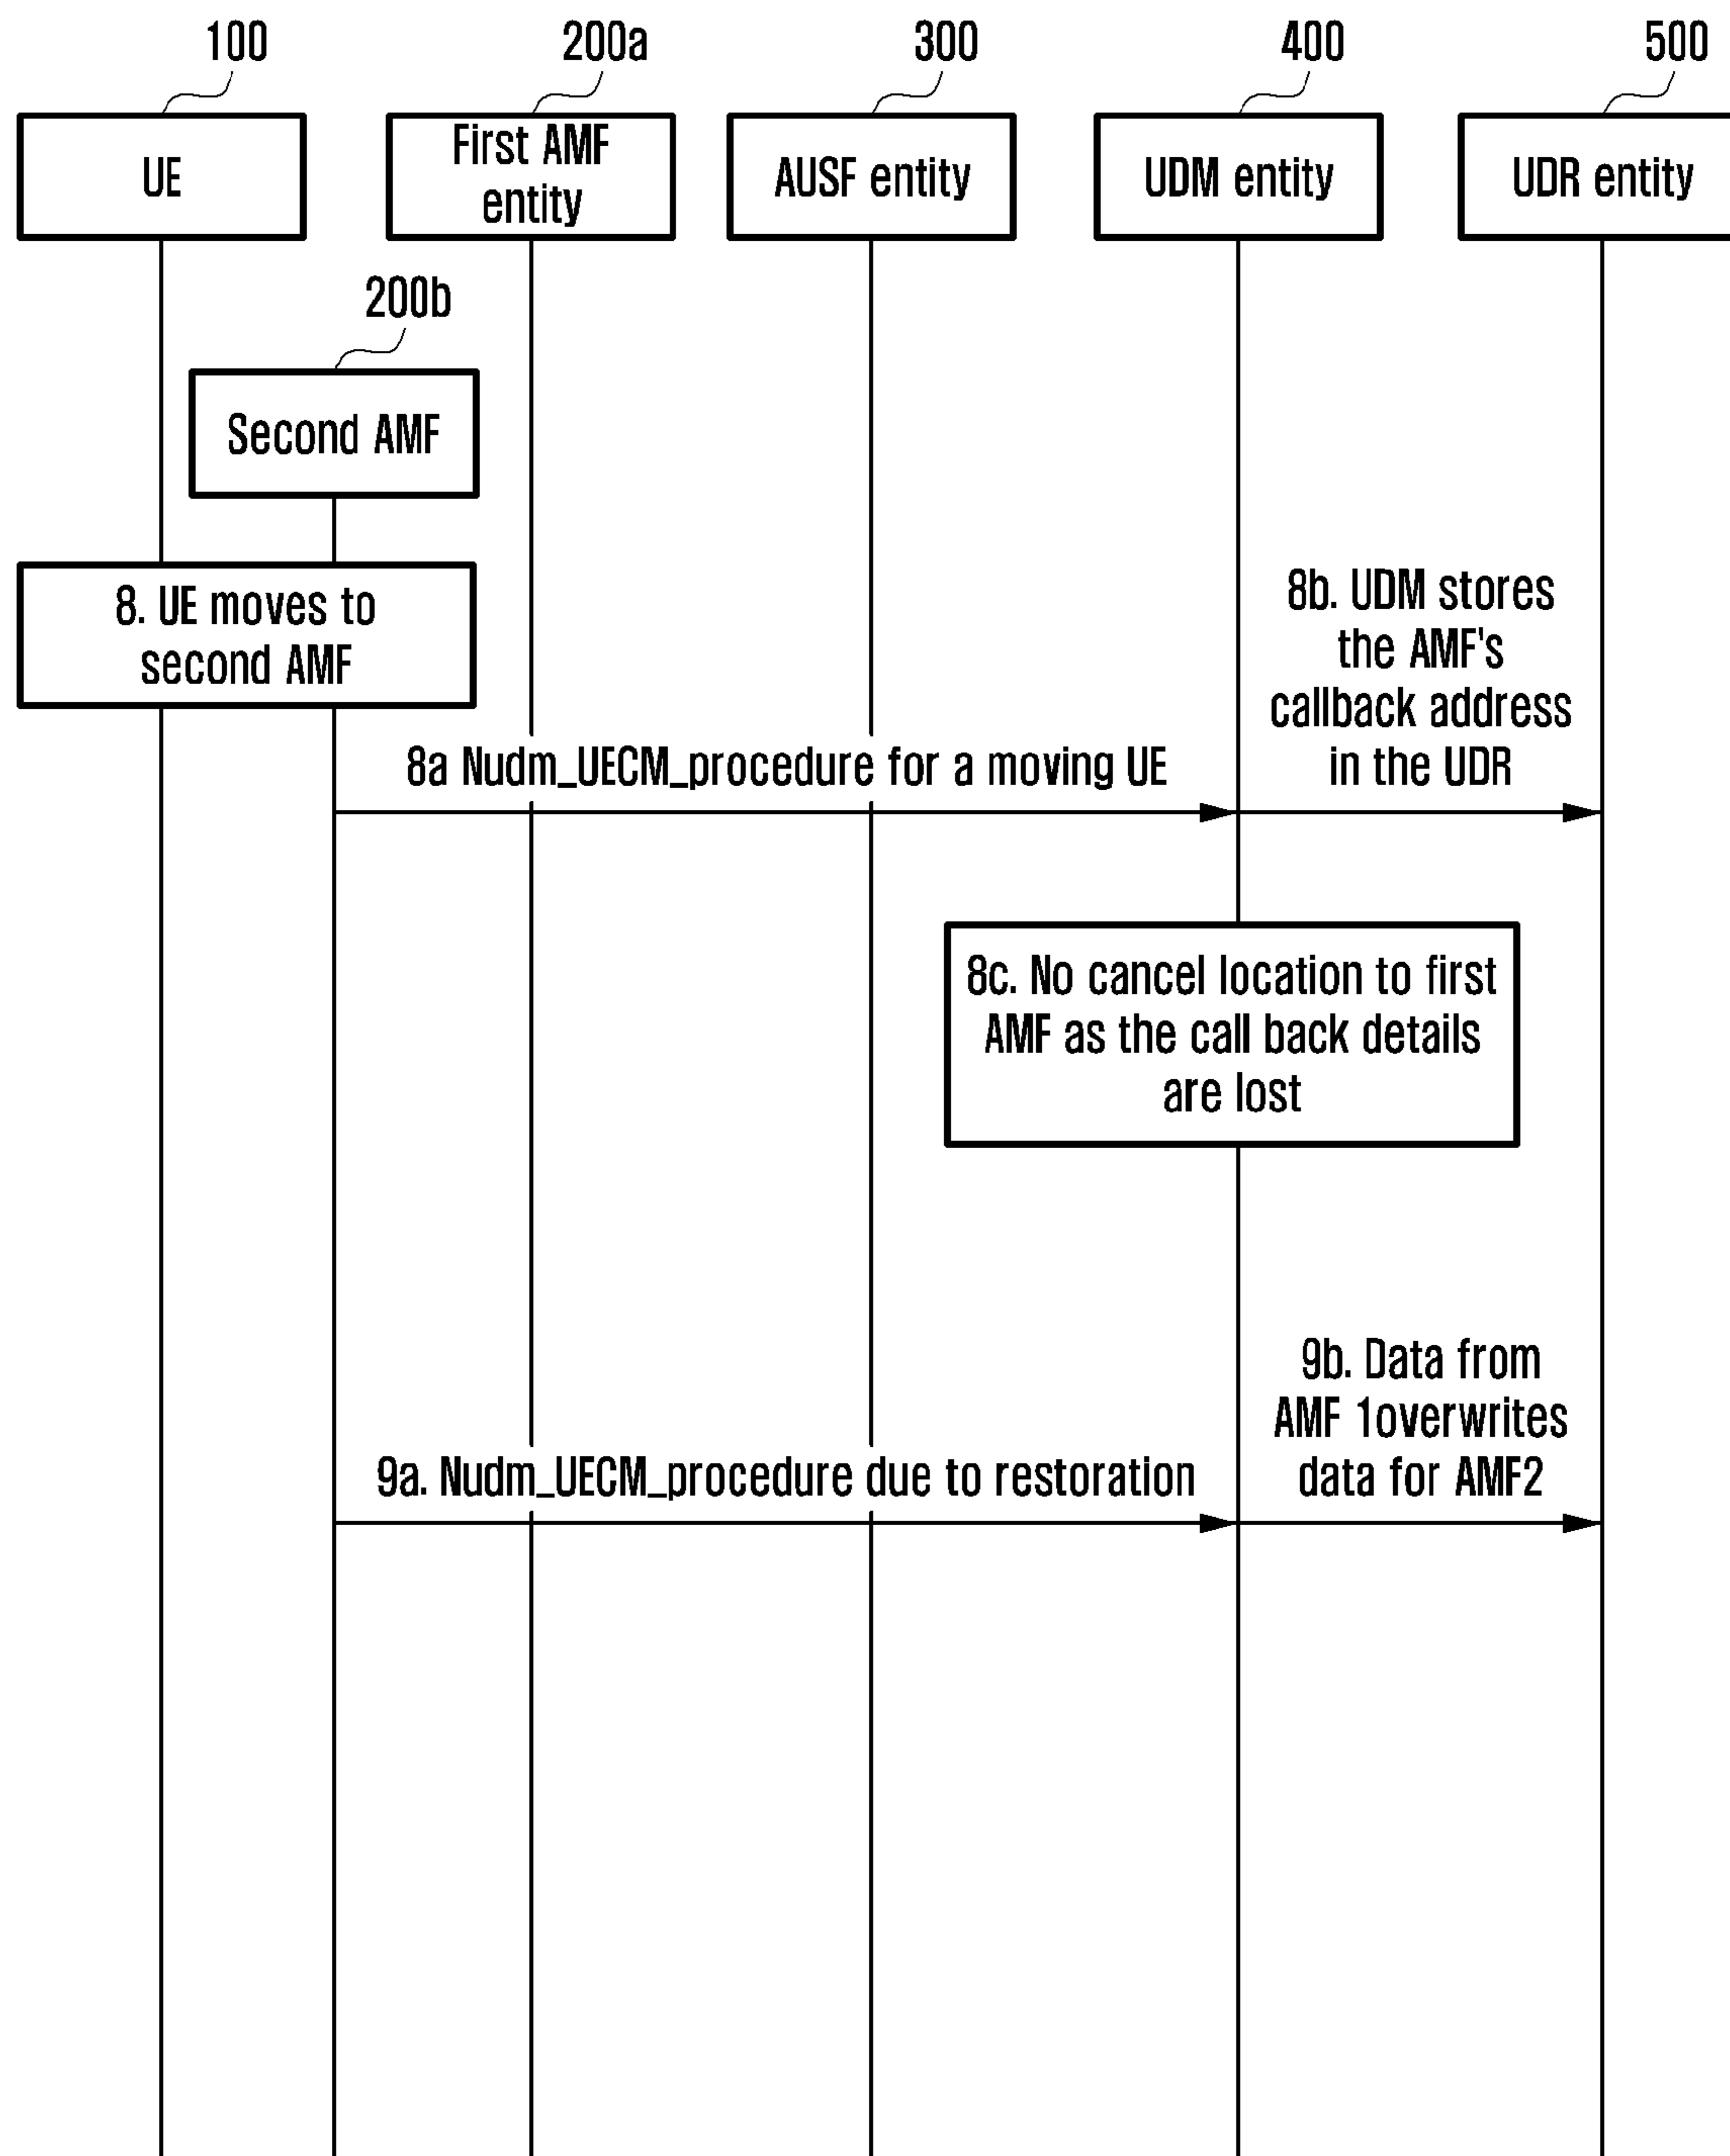 100
200a
300
400
500
UE
First AMF
entity
AUSF entity
UDM entity
UDR entity
200b
Second AMF
8. UE moves to
second AMF
8b. UDM stores
the AMF's
callback address
in the UDR
8a Nudm_UECM_procedure for a moving UE
8c. No cancel location to first
AMF as the call back details
are lost
9b. Data from
AMF 1overwrites
data for AMF2
9a. Nudm_UECM_procedure due to restoration